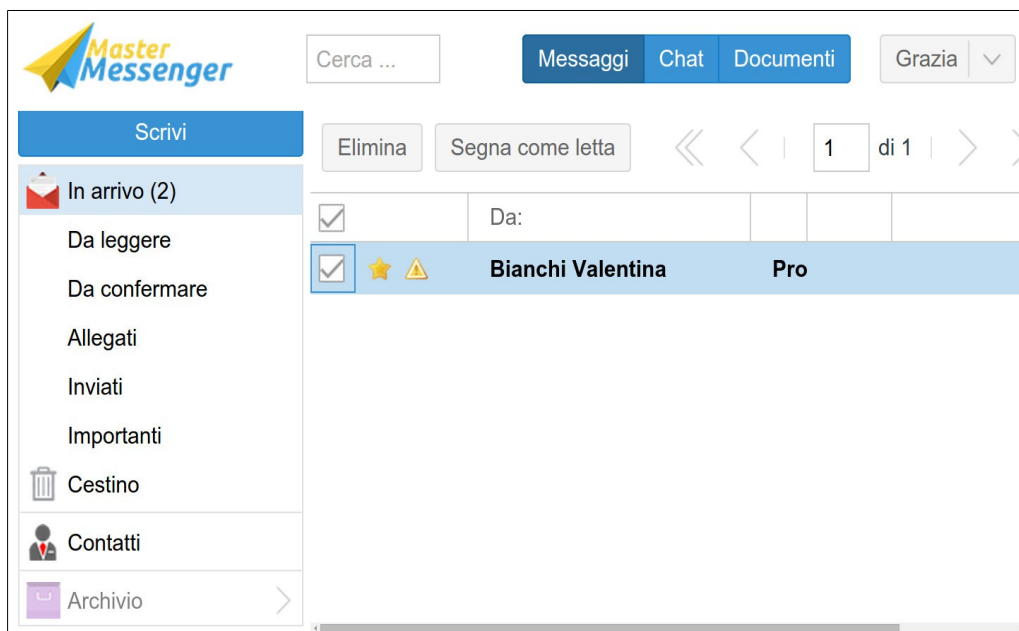 Master
Messenger
Cerca ...
Messaggi Chat Documenti
Grazia
Scrivi
Elimina Segna come letta
1 di 1
In arrivo (2)
Da leggere
Da confermare
Allegati
Inviati
Importanti
Cestino
Contatti
Archivio
Da:
Bianchi Valentina Pro